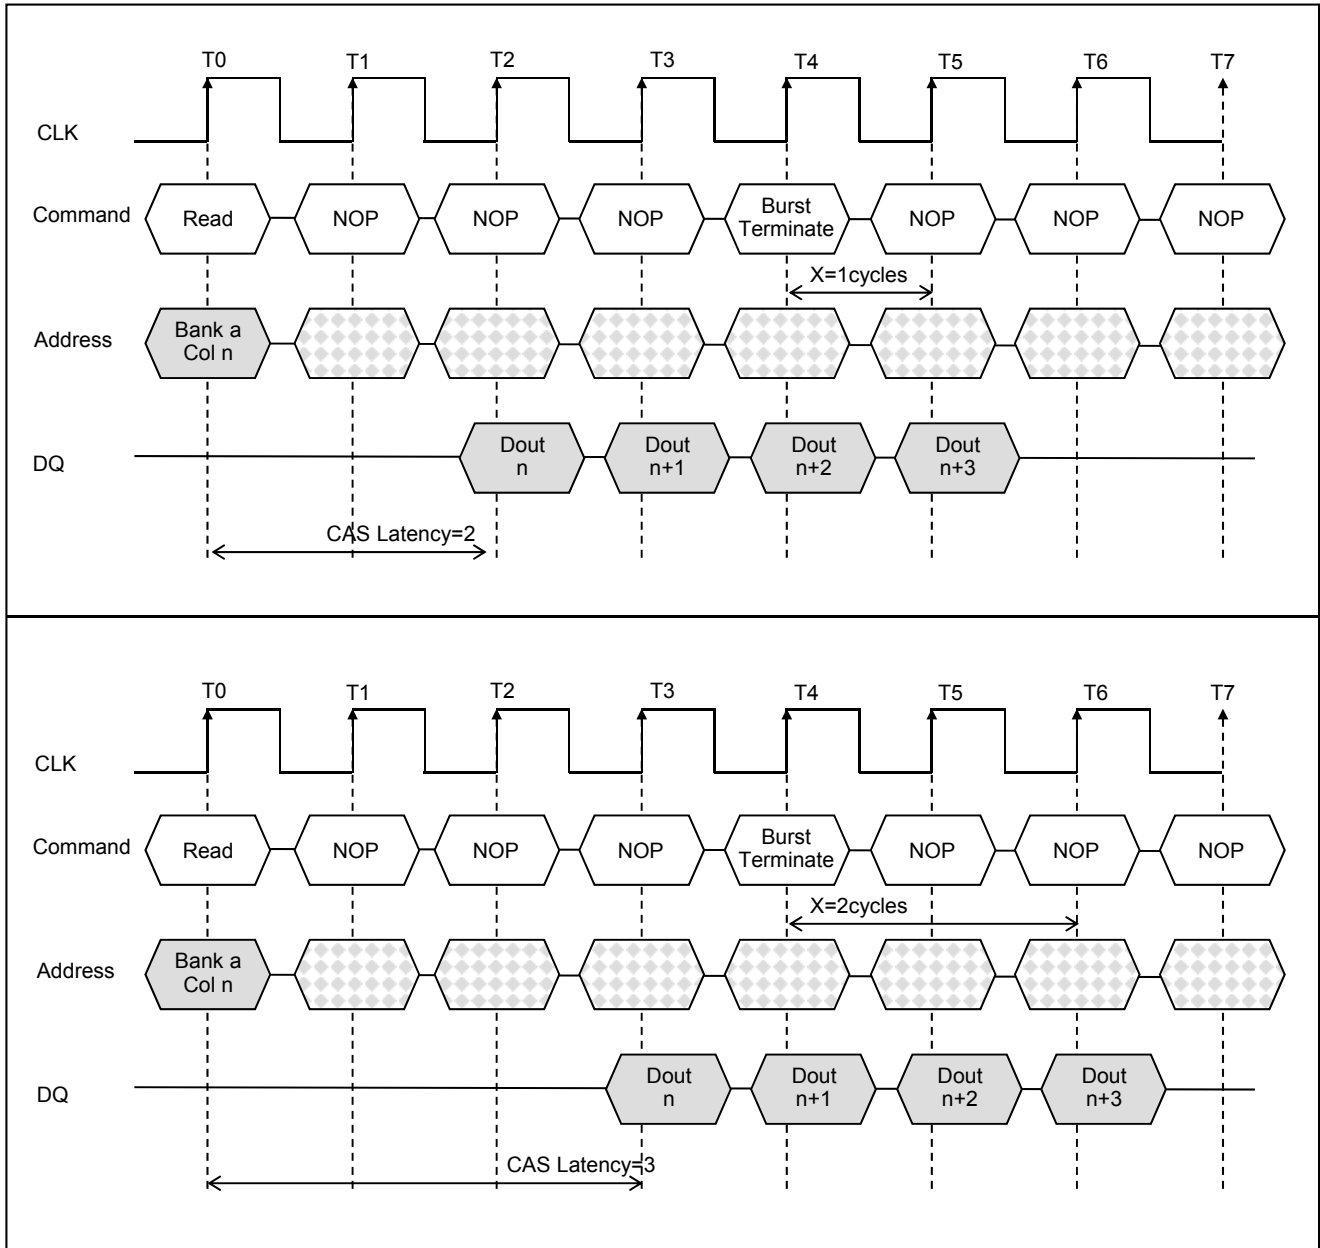 T0 T1 T2 T3 T4 T5 T6 T7
CLK
Command Read NOP NOP NOP Burst Terminate NOP NOP NOP
X=1cycles
Address Bank a Col n
DQ Dout n Dout n+1 Dout n+2 Dout n+3
CAS Latency=2
T0 T1 T2 T3 T4 T5 T6 T7
CLK
Command Read NOP NOP NOP Burst Terminate NOP NOP NOP
X=2cycles
Address Bank a Col n
DQ Dout n Dout n+1 Dout n+2 Dout n+3
CAS Latency=3